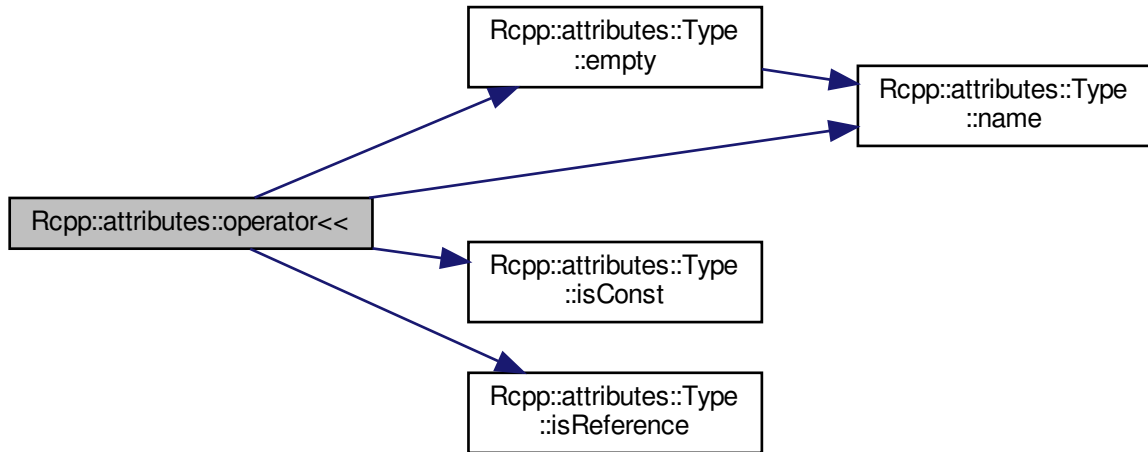 Rcpp::attributes::Type
::empty
Rcpp::attributes::Type
::name
Rcpp::attributes::operator<<
Rcpp::attributes::Type
::isConst
Rcpp::attributes::Type
::isReference